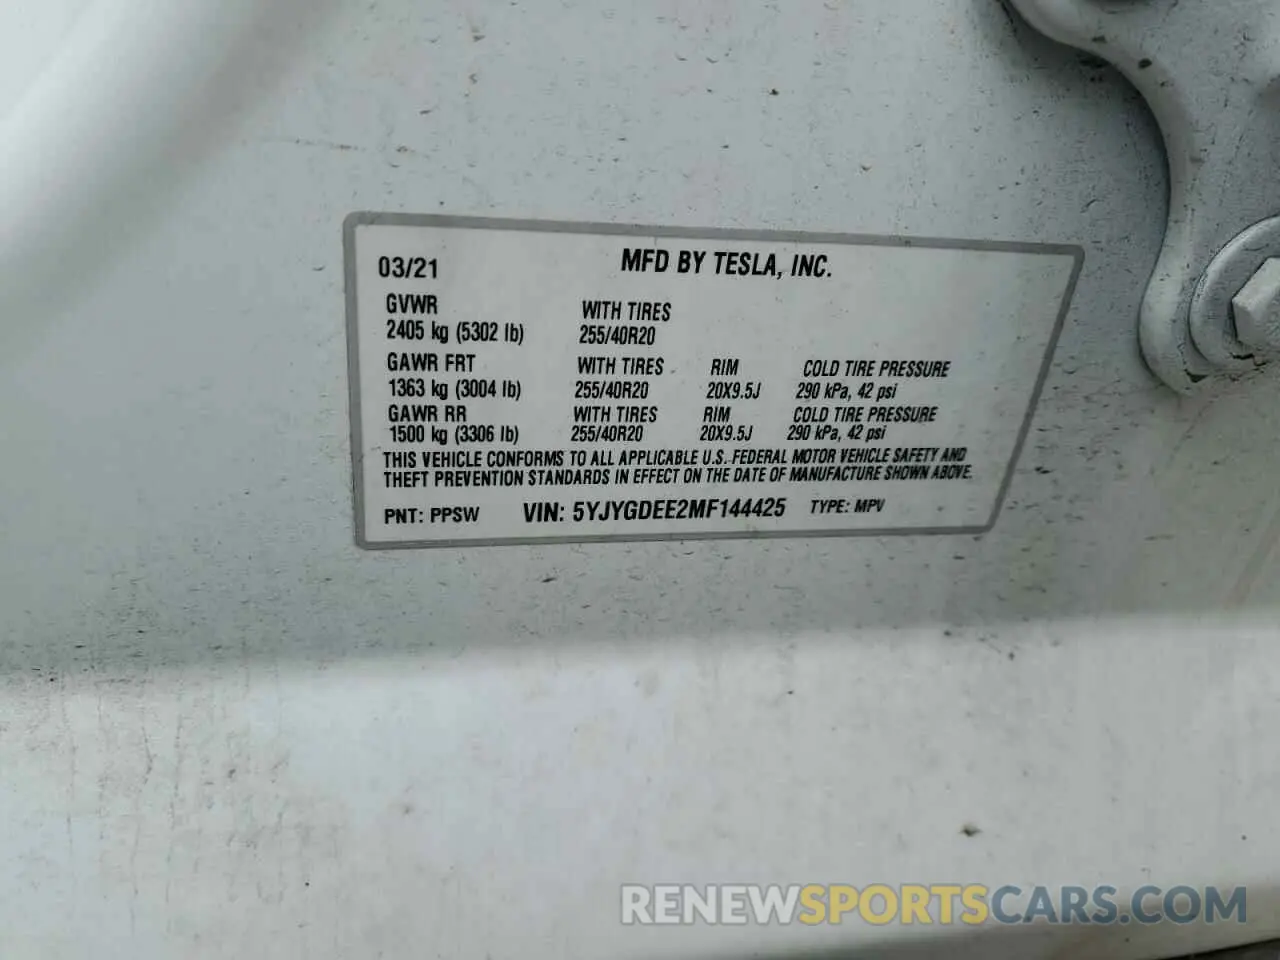 03/21 MFD BY TESLA, INC.
GVWR WITH TIRES
2405 kg (5302 lb) 255/40R20
GAWR FRT WITH TIRES RIM COLD TIRE PRESSURE
1363 kg (3004 lb) 255/40R20 20X9.5J 290 kPa, 42 psi
GAWR RR WITH TIRES RIM COLD TIRE PRESSURE
1500 kg (3306 lb) 255/40R20 20X9.5J 290 kPa, 42 psi
THIS VEHICLE CONFORMS TO ALL APPLICABLE U.S. FEDERAL MOTOR VEHICLE SAFETY AND
THEFT PREVENTION STANDARDS IN EFFECT ON THE DATE OF MANUFACTURE SHOWN ABOVE.
PNT: PPSW VIN: 5YJYGDEE2MF144425 TYPE: MPV
RENEWSPORTSCARS.COM